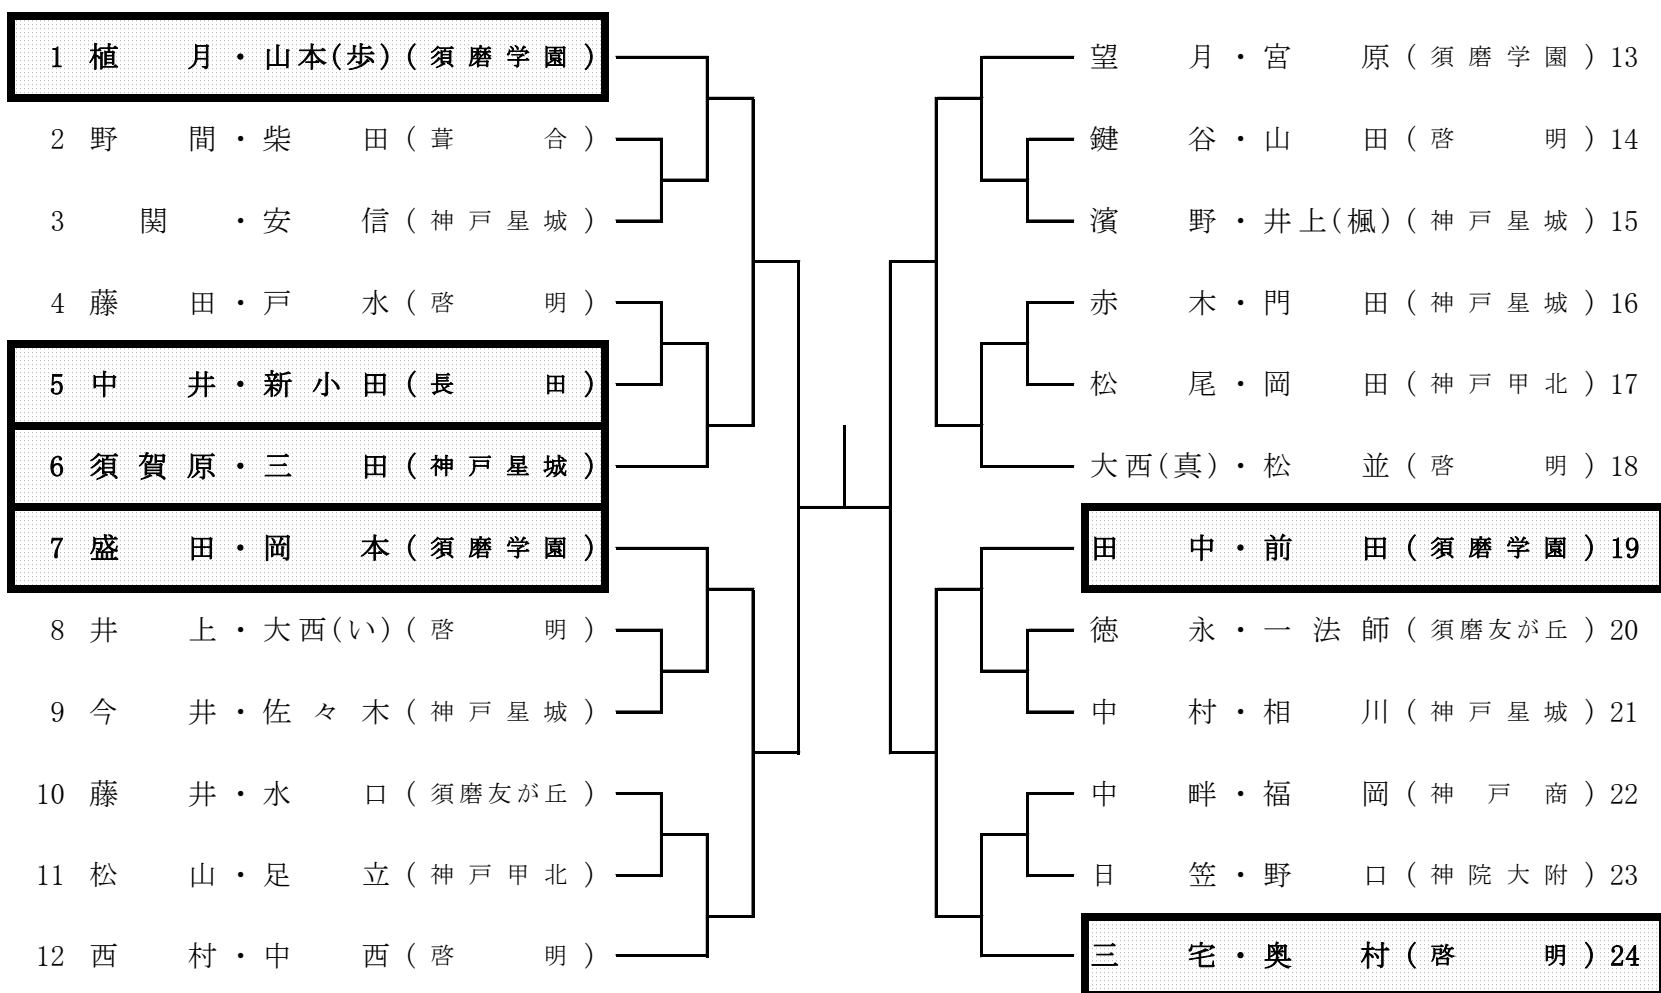 1 植月・山本(歩)(須磨学園)
2 野間・柴田(葺合)
3 関・安信(神戸星城)
4 藤田・戸水(啓明)
5 中井・新小田(長田)
6 須賀原・三田(神戸星城)
7 盛田・岡本(須磨学園)
8 井上・大西(い)(啓明)
9 今井・佐々木(神戸星城)
10 藤井・水口(須磨友が丘)
11 松山・足立(神戸甲北)
12 西村・中西(啓明)
望月・宮原(須磨学園)13
鍵谷・山田(啓明)14
濱野・井上(楓)(神戸星城)15
赤木・門田(神戸星城)16
松尾・岡田(神戸甲北)17
大西(真)・松並(啓明)18
田中・前田(須磨学園)19
徳永・一法師(須磨友が丘)20
中村・相川(神戸星城)21
中畔・福岡(神戸商)22
日笠・野口(神院大附)23
三宅・奥村(啓明)24